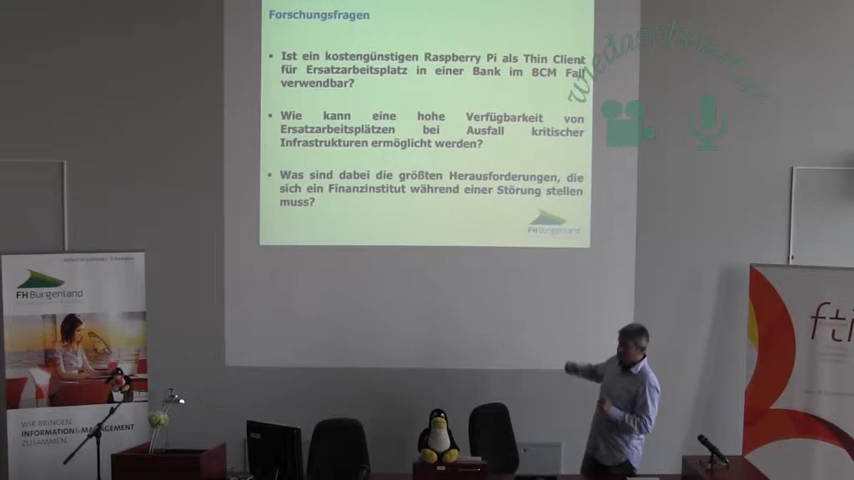 Forschungsfragen
• Ist ein kostengünstigen Raspberry Pi als Thin Client
für Ersatzarbeitsplatz in einer Bank im BCM Fall
verwendbar?
• Wie kann eine hohe Verfügbarkeit von
Ersatzarbeitsplätzen bei Ausfall kritischer
Infrastrukturen ermöglicht werden?
• Was sind dabei die größten Herausforderungen, die
sich ein Finanzinstitut während einer Störung stellen
muss?
FH Burgenland
FH Burgenland
WIR BRINGEN
INFORMATION & MANAGEMENT
ZUSAMMEN.
fti